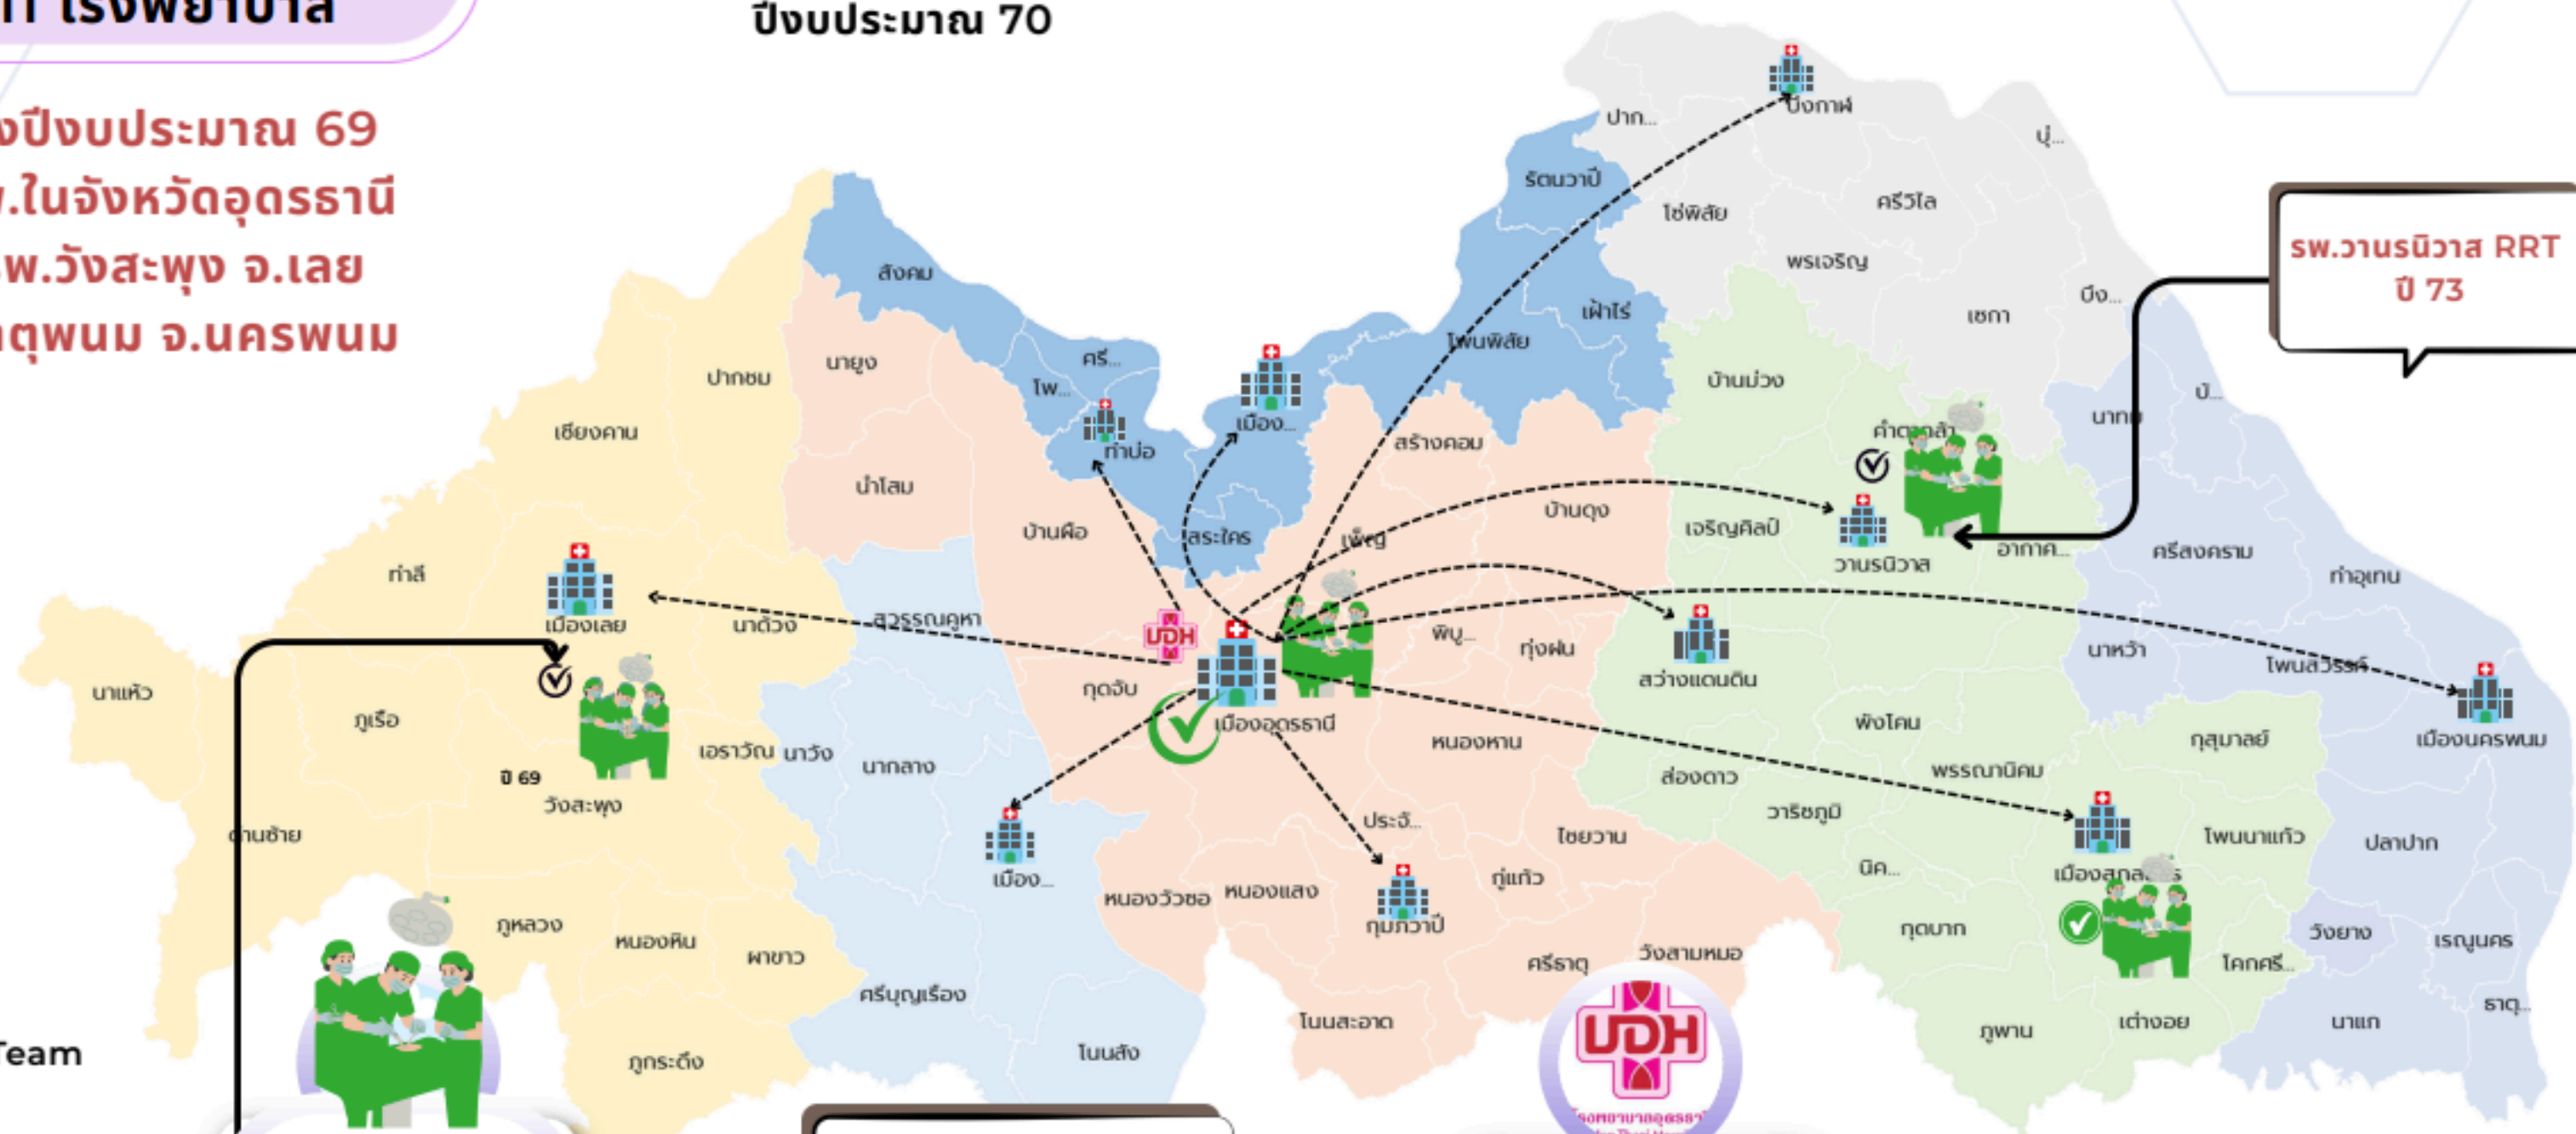 โรงพยาบาล
ปีงบประมาณ 70
ปีงบประมาณ 69
ในจังหวัดอุดรธานี
รพ.วังสะพุง จ.เลย
จ.นครพนม
บึงกาฬ
ปาก...
บุ่...
รัตนวาปี
โซ่พิสัย
ศรีวิไล
รพ.วานรนิวาส RRT
ปี 73
พรเจริญ
สังคม
บึง...
เฝ้าไร่
เซกา
โพนพิสัย
ศรี...
นายูง
ปากชม
บ้านม่วง
โพ...
บ้...
นาทม
เมือง...
เชียงคาน
คำตากล้า
สร้างคอม
ท่าบ่อ
น้ำโสม
บ้านดุง
เจริญศิลป์
บ้านผือ
สระใคร
เพ็ญ
อากาศ...
ศรีสงคราม
วานรนิวาส
ท่าลี่
ท่าอุเทน
สุวรรณคูหา
เมืองเลย
นาด้วง
UDH
พิบู...
ทุ่งฝน
นาหว้า
โพนสวรรค์
สว่างแดนดิน
กุดจับ
นาแห้ว
ภูเรือ
เมืองอุดรธานี
พังโคน
หนองหาน
กุสุมาลย์
เมืองนครพนม
เอราวัณ
นาวัง
นากลาง
ปี 69
ส่องดาว
พรรณานิคม
วังสะพุง
วาริชภูมิ
ประจั...
ด่านซ้าย
ไชยวาน
โพนนาแก้ว
ปลาปาก
นิค...
เมือง...
กู่แก้ว
หนองวัวซอ
หนองแสง
กุมภวาปี
ภูหลวง
กุดบาก
วังยาง
เรณูนคร
หนองหิน
ผาขาว
วังสามหมอ
ศรีธาตุ
โคกศรี...
ศรีบุญเรือง
ธาตุ...
โนนสะอาด
ภูพาน
เต่างอย
นาแก
Team
โนนสัง
UDH
ภูกระดึง